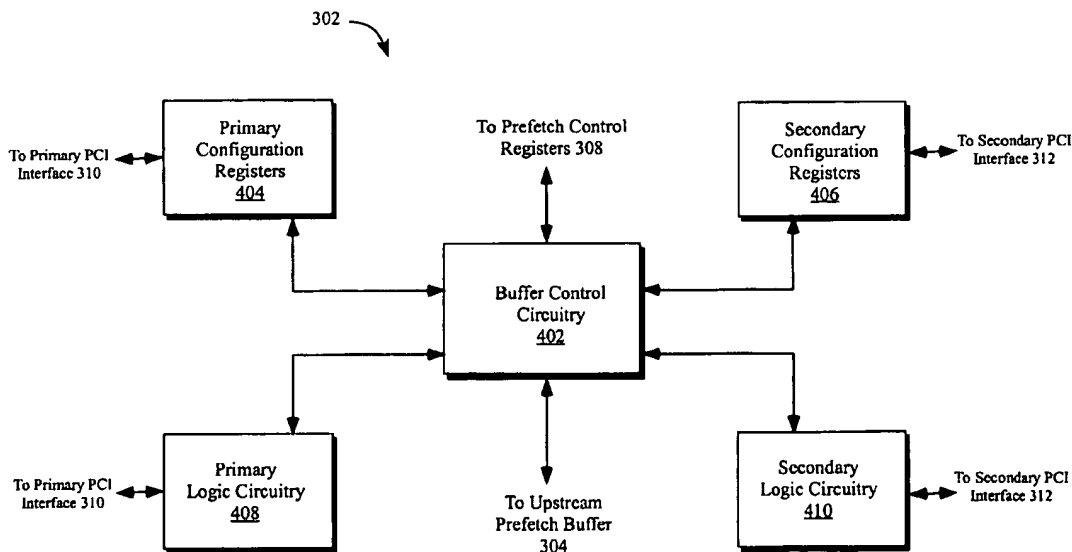 302
Primary
Configuration
Registers
404
To Primary PCI
Interface 310
To Prefetch Control
Registers 308
Secondary
Configuration
Registers
406
To Secondary PCI
Interface 312
Buffer Control
Circuitry
402
Primary
Logic Circuitry
408
To Primary PCI
Interface 310
To Upstream
Prefetch Buffer
304
Secondary
Logic Circuitry
410
To Secondary PCI
Interface 312